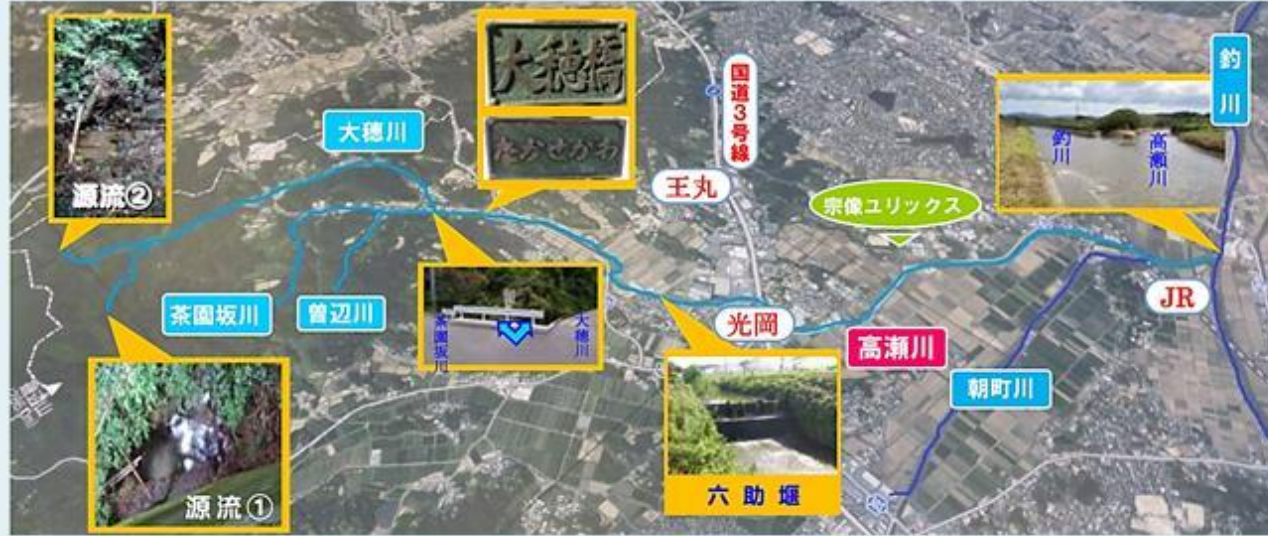 源流②
大穂川
大穂橋
たかせがわ
国道3号線
王丸
宗像ユリックス
釣川
高瀬川
釣川
茶園坂川
曽辺川
茶園坂川
大穂川
光岡
高瀬川
朝町川
JR
源流①
六助堰